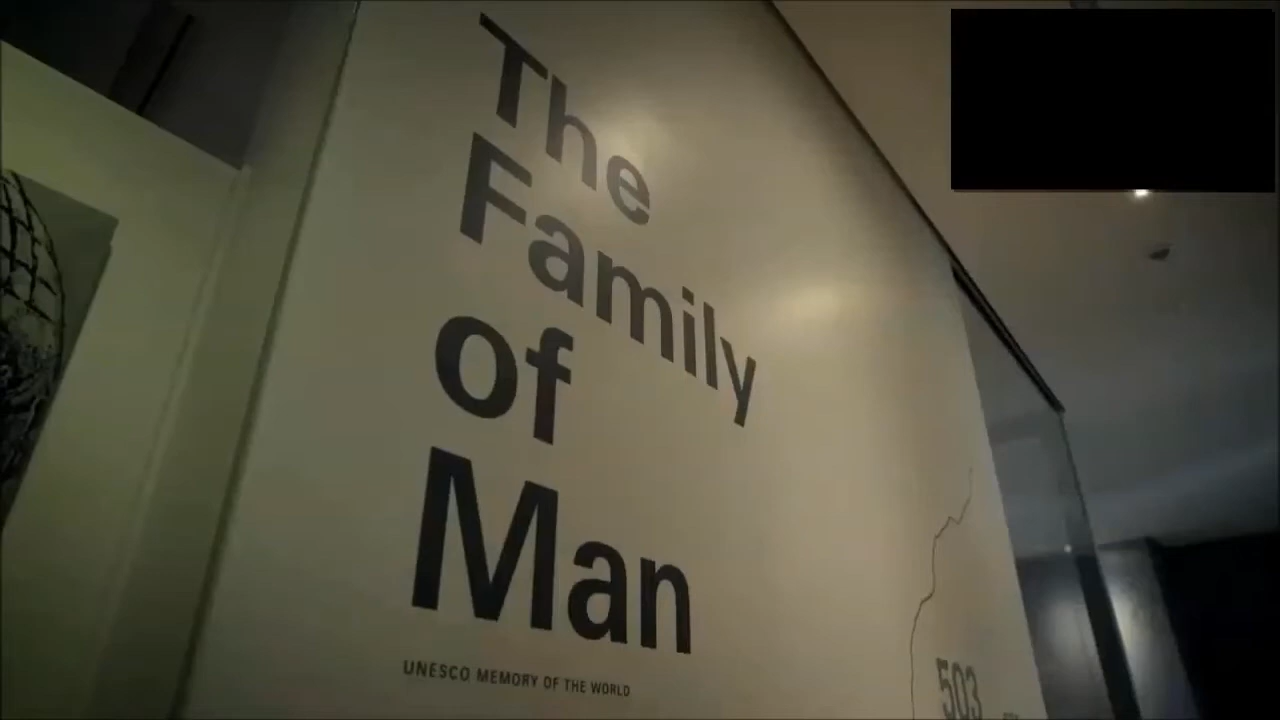 The
Family
of
Man
UNESCO MEMORY OF THE WORLD
503